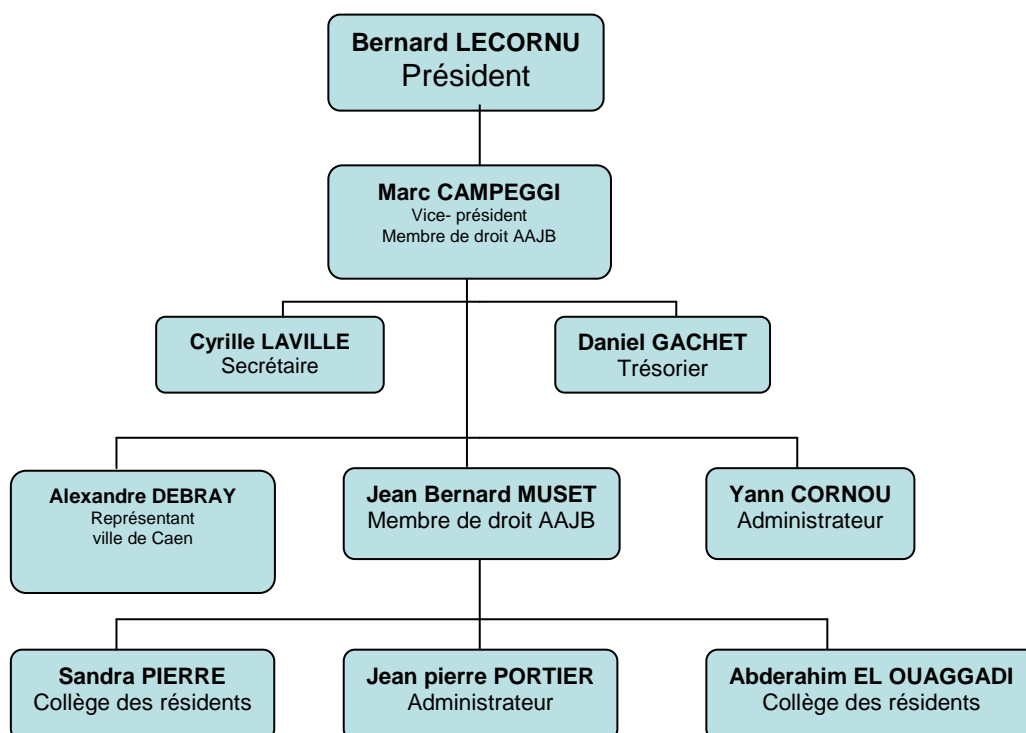 Bernard LECORNU
Président
Marc CAMPEGGI
Vice- président
Membre de droit AAJB
Cyrille LAVILLE
Secrétaire
Daniel GACHET
Trésorier
Alexandre DEBRAY
Représentant
ville de Caen
Jean Bernard MUSET
Membre de droit AAJB
Yann CORNOU
Administrateur
Sandra PIERRE
Collège des résidents
Jean pierre PORTIER
Administrateur
Abderahim EL OUAGGADI
Collège des résidents